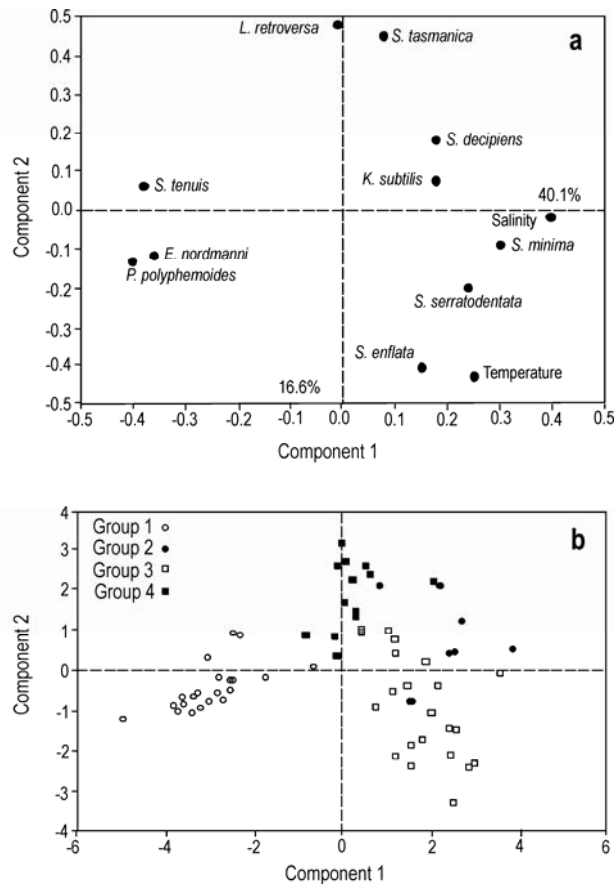 a
0.5
0.4
0.3
0.2
0.1
0.0
-0.1
-0.2
-0.3
-0.4
-0.5
Component 2
L. retroversa
S. tasmanica
S. decipiens
K. subtilis
S. tenuis
40.1%
Salinity
S. minima
E. nordmanni
P. polyphemoides
S. serratodentata
S. enflata
Temperature
16.6%
-0.5 -0.4 -0.3 -0.2 -0.1 0.0 0.1 0.2 0.3 0.4 0.5
Component 1
b
Group 1
Group 2
Group 3
Group 4
4
3
2
1
0
-1
-2
-3
-4
Component 2
-6 -4 -2 0 2 4 6
Component 1